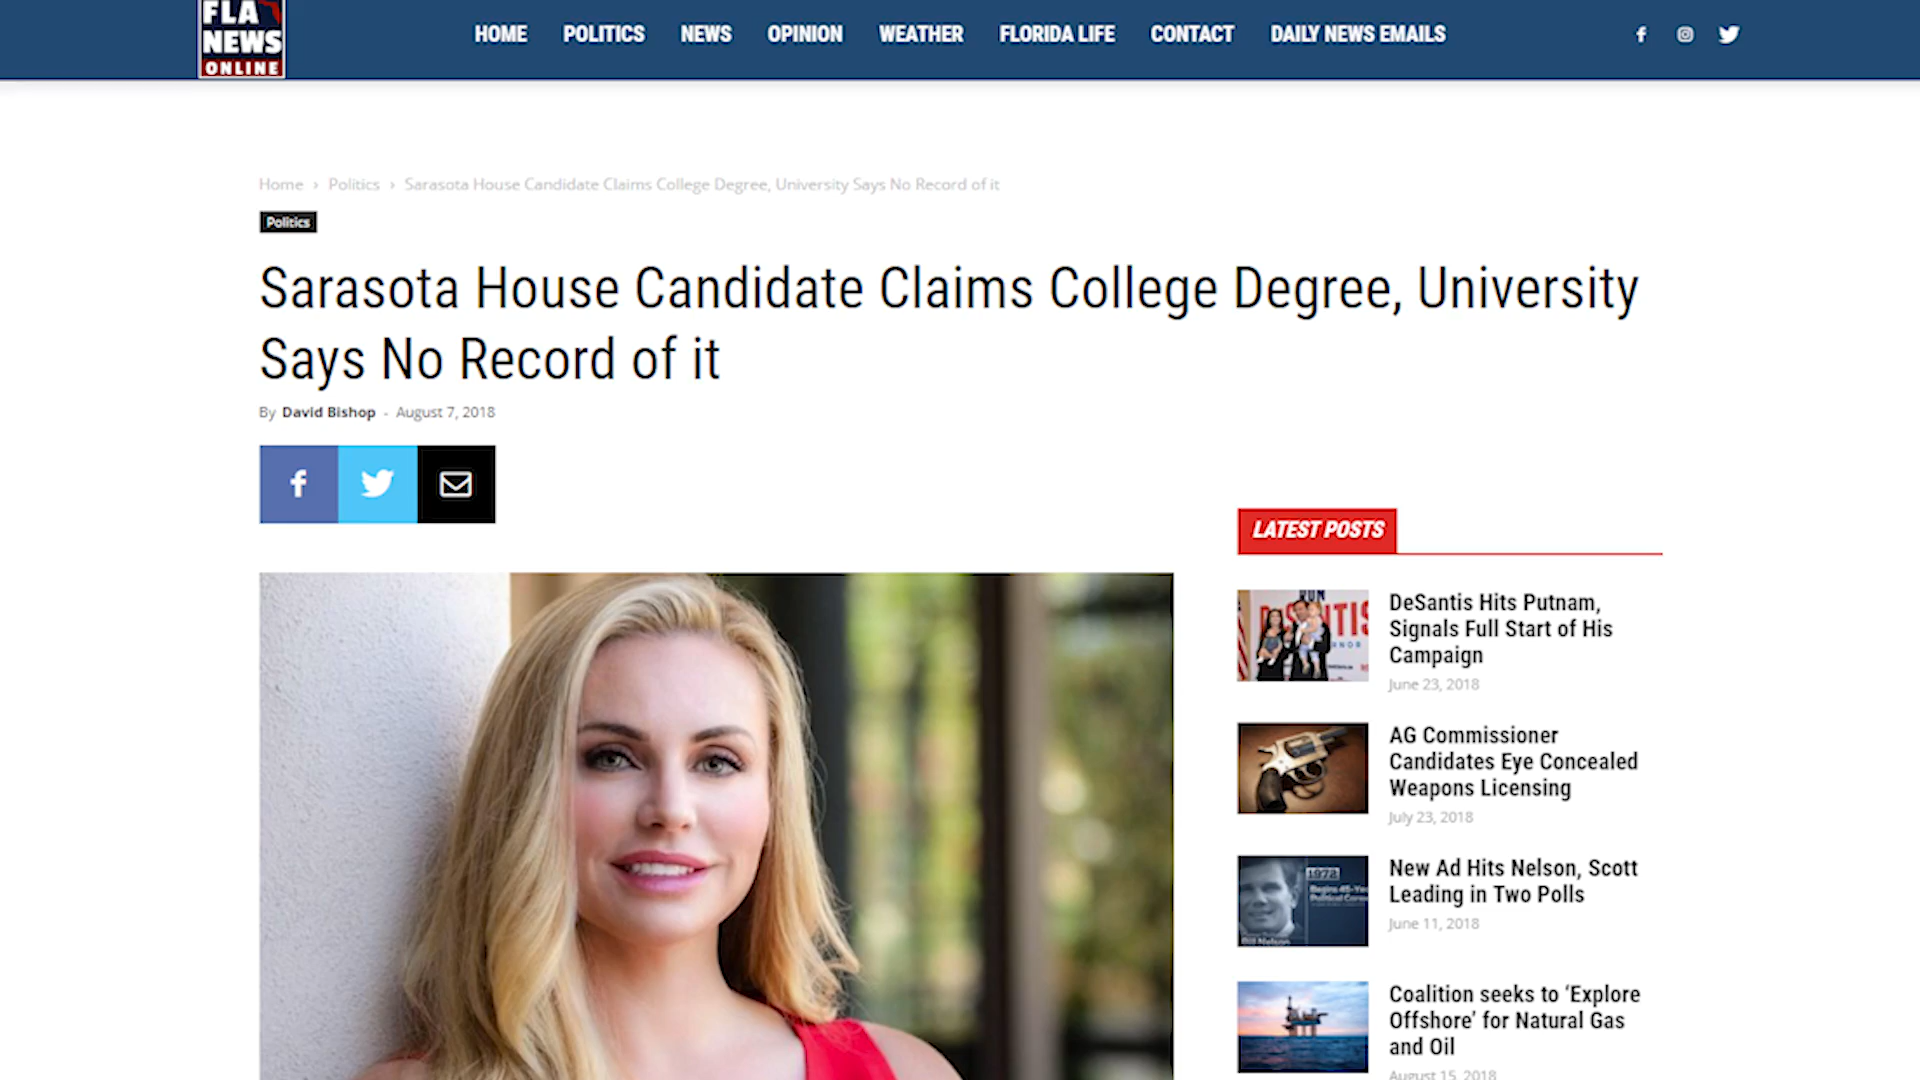 FLA
NEWS
ONLINE
HOME POLITICS NEWS OPINION WEATHER FLORIDA LIFE CONTACT DAILY NEWS EMAILS
Home › Politics › Sarasota House Candidate Claims College Degree, University Says No Record of it
Politics
Sarasota House Candidate Claims College Degree, University
Says No Record of it
By David Bishop - August 7, 2018
LATEST POSTS
DeSantis Hits Putnam,
Signals Full Start of His
Campaign
June 23, 2018
AG Commissioner
Candidates Eye Concealed
Weapons Licensing
July 23, 2018
1972
New Ad Hits Nelson, Scott
Leading in Two Polls
June 11, 2018
Coalition seeks to ‘Explore
Offshore’ for Natural Gas
and Oil
August 15, 2018